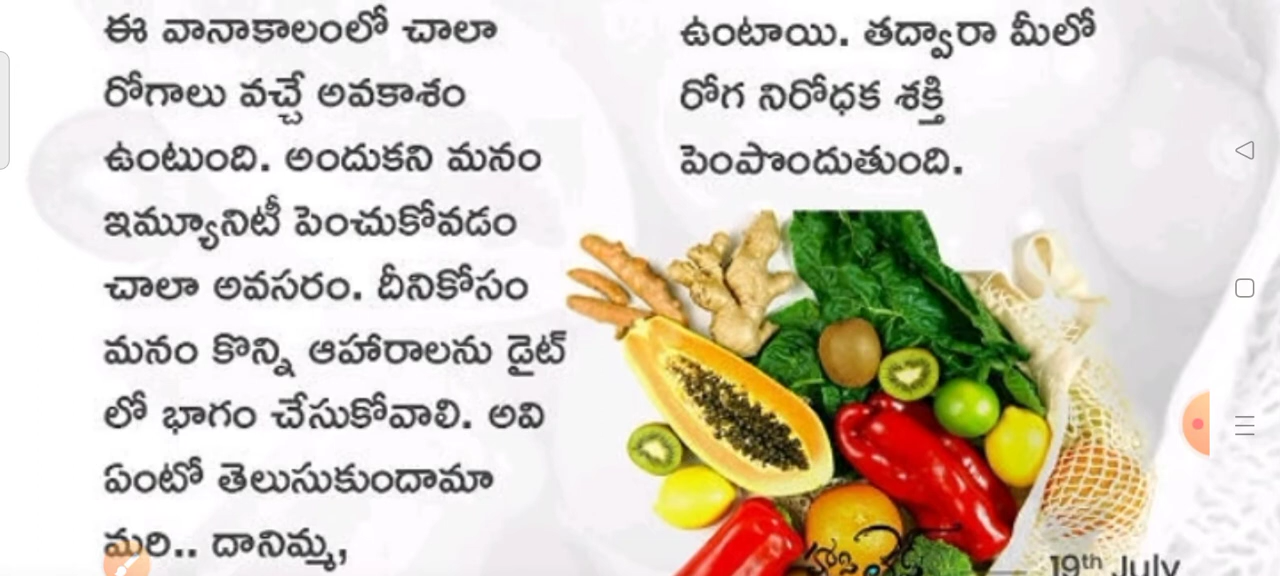 ఈ వానాకాలంలో చాలా
రోగాలు వచ్చే అవకాశం
ఉంటుంది. అందుకని మనం
ఇమ్యూనిటీ పెంచుకోవడం
చాలా అవసరం. దీనికోసం
మనం కొన్ని ఆహారాలను డైట్
లో భాగం చేసుకోవాలి. అవి
ఏంటో తెలుసుకుందామా
మరి.. దానిమ్మ,
ఉంటాయి. తద్వారా మీలో
రోగ నిరోధక శక్తి
పెంపొందుతుంది.
19th July